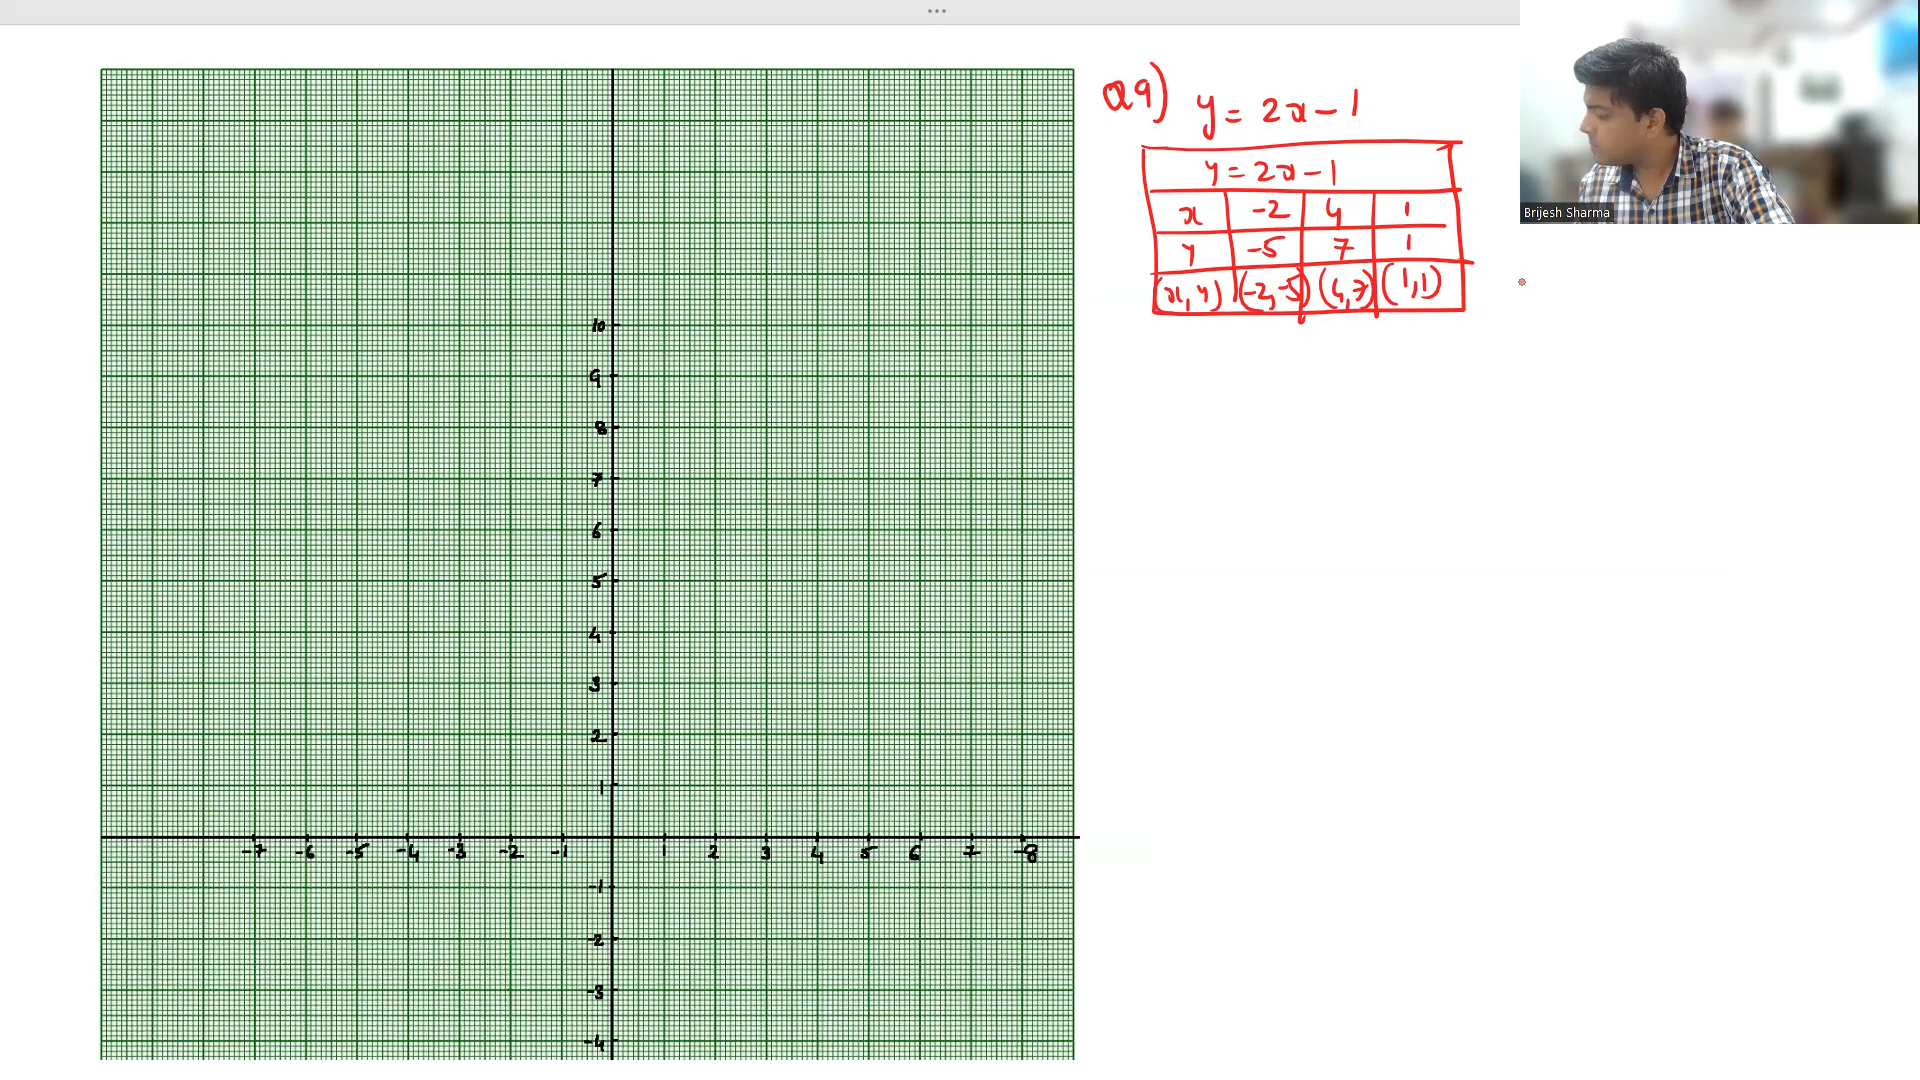 Q9) y = 2x - 1
y = 2x - 1
x -2 4 1
y -5 7 1
(x, y) (-2, -5) (4, 7) (1, 1)
Brijesh Sharma
10
9
8
7
6
5
4
3
2
1
-7 -6 -5 -4 -3 -2 -1 1 2 3 4 5 6 7 -8
-1
-2
-3
-4